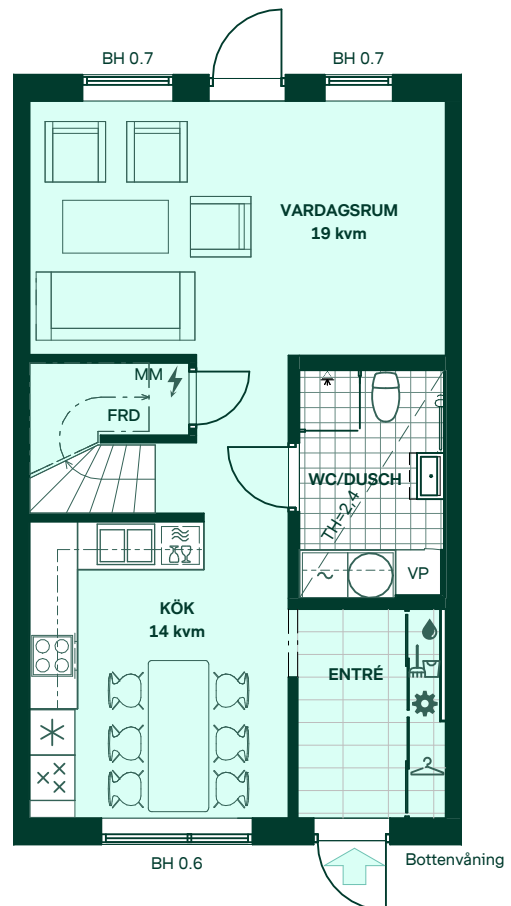 BH 0.7
BH 0.7
VARDAGSRUM
19 kvm
MM
FRD
WC/DUSCH
TH=2,4
VP
KÖK
14 kvm
ENTRÉ
BH 0.6
Bottenvåning